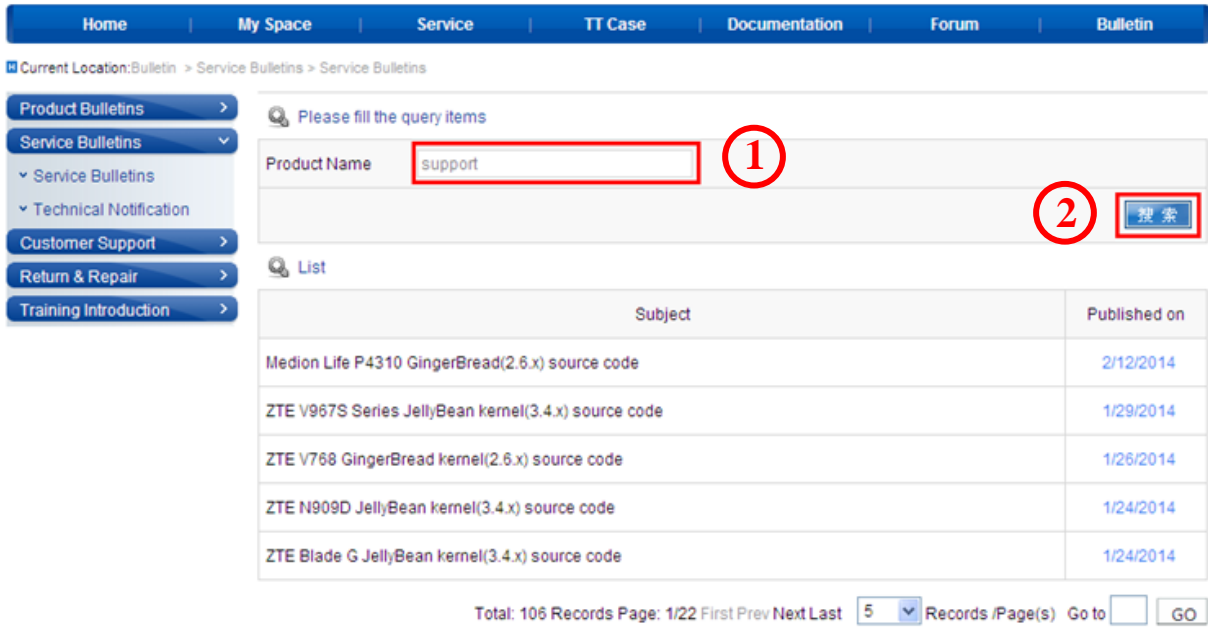 Home | My Space | Service | TT Case | Documentation | Forum | Bulletin
Current Location:Bulletin > Service Bulletins > Service Bulletins
Product Bulletins
Service Bulletins
Service Bulletins
Technical Notification
Customer Support
Return & Repair
Training Introduction
Please fill the query items
Product Name support
1
2
搜 索
List
Subject Published on
Medion Life P4310 GingerBread(2.6.x) source code 2/12/2014
ZTE V967S Series JellyBean kernel(3.4.x) source code 1/29/2014
ZTE V768 GingerBread kernel(2.6.x) source code 1/26/2014
ZTE N909D JellyBean kernel(3.4.x) source code 1/24/2014
ZTE Blade G JellyBean kernel(3.4.x) source code 1/24/2014
Total: 106 Records Page: 1/22 First Prev Next Last 5 Records /Page(s) Go to GO